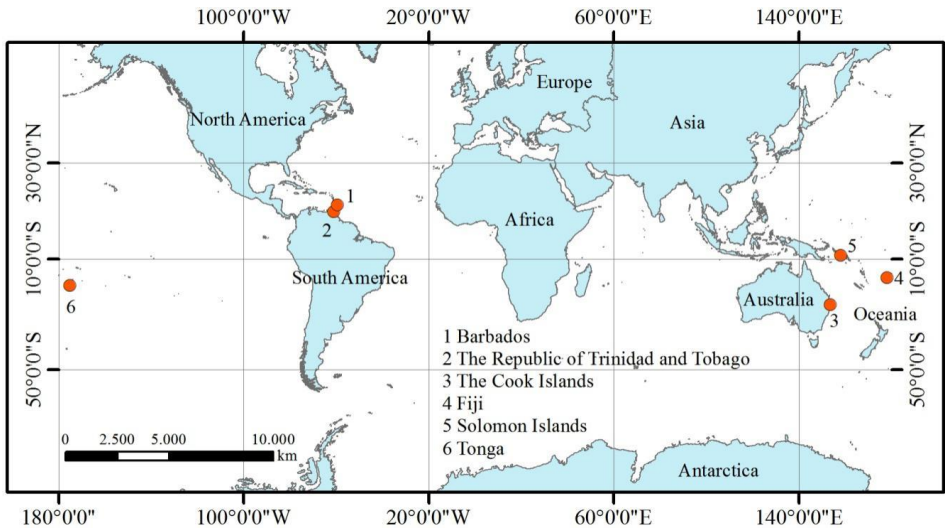 100°0'0"W 20°0'0"W 60°0'0"E 140°0'0"E
30°0'0"N
10°0'0"S
50°0'0"S
30°0'0"N
10°0'0"S
50°0'0"S
North America
Europe
Asia
Africa
South America
Australia
Oceania
Antarctica
1
2
3
4
5
6
1 Barbados
2 The Republic of Trinidad and Tobago
3 The Cook Islands
4 Fiji
5 Solomon Islands
6 Tonga
0 2.500 5.000 10.000
km
180°0'0" 100°0'0"W 20°0'0"W 60°0'0"E 140°0'0"E